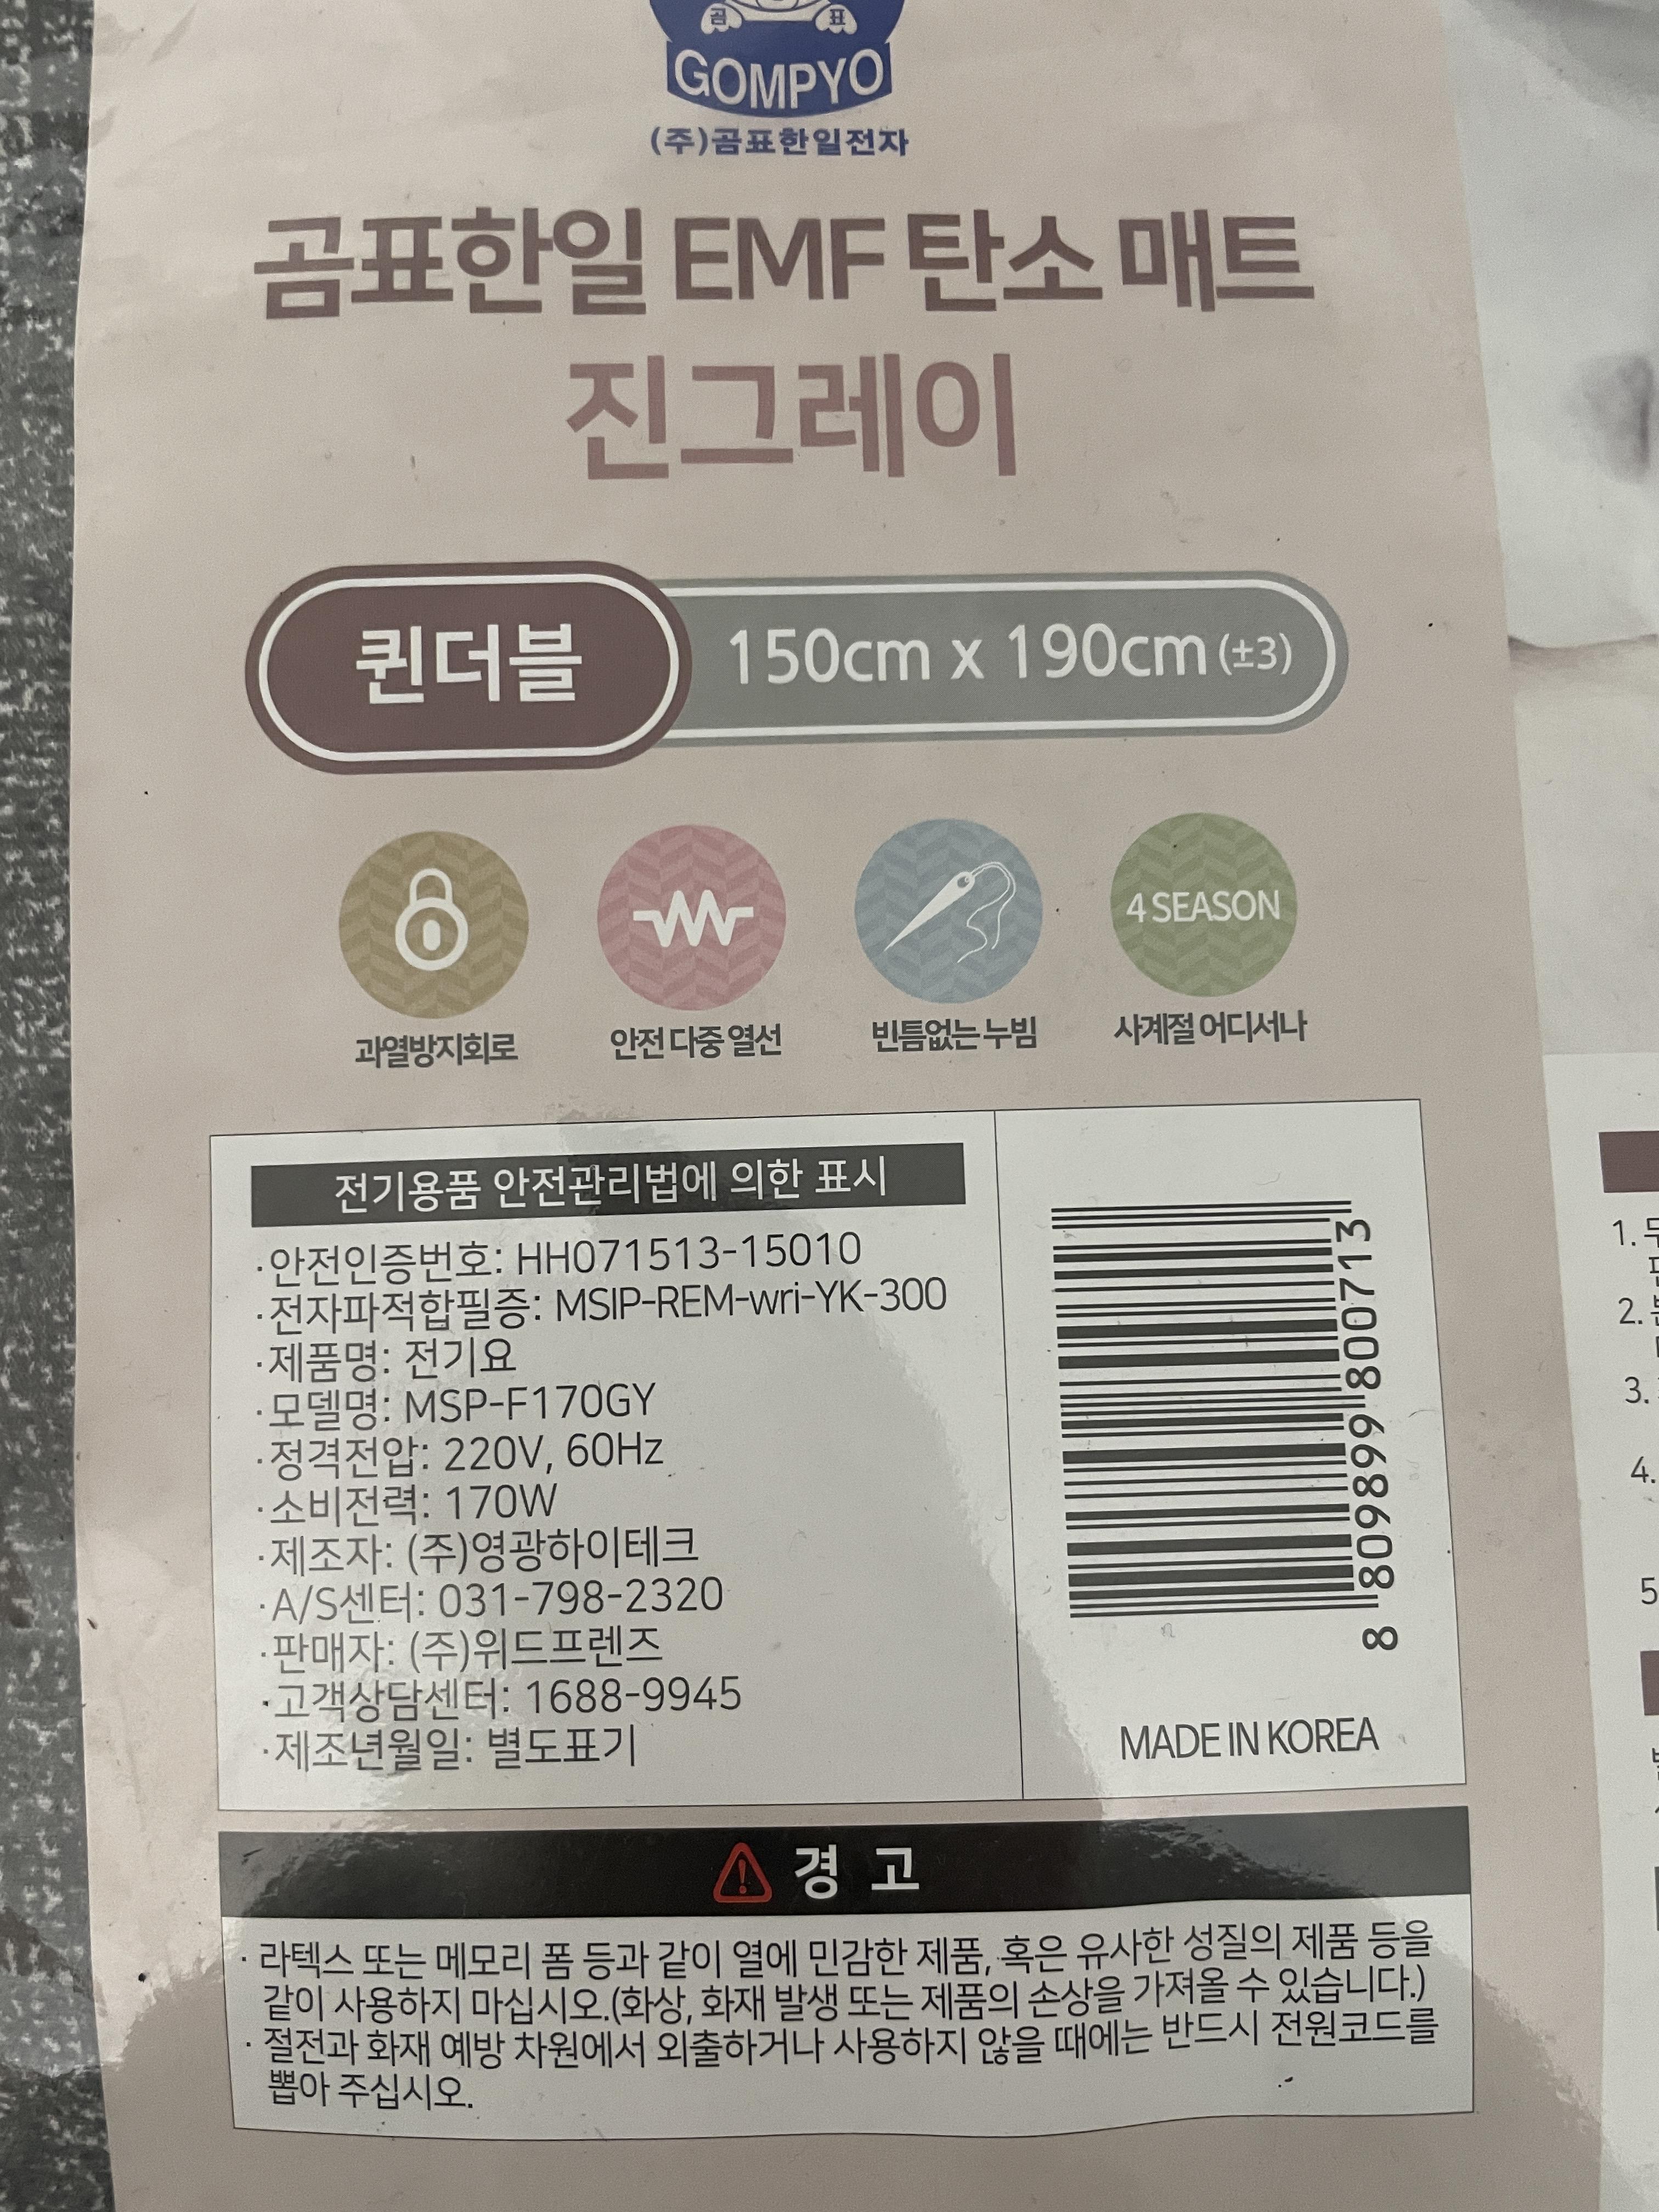 곰 표
GOMPYO
(주)곰표한일전자
곰표한일 EMF 탄소 매트
진그레이
퀸더블 150cm x 190cm (±3)
4 SEASON
과열방지회로 안전 다중 열선 빈틈없는 누빔 사계절 어디서나
전기용품 안전관리법에 의한 표시
·안전인증번호: HH071513-15010
·전자파적합필증: MSIP-REM-wri-YK-300
·제품명: 전기요
·모델명: MSP-F170GY
·정격전압: 220V, 60Hz
·소비전력: 170W
·제조자: (주)영광하이테크
·A/S센터: 031-798-2320
·판매자: (주)위드프렌즈
·고객상담센터: 1688-9945
·제조년월일: 별도표기
8 809899 800713
MADE IN KOREA
경 고
· 라텍스 또는 메모리 폼 등과 같이 열에 민감한 제품, 혹은 유사한 성질의 제품 등을
같이 사용하지 마십시오.(화상, 화재 발생 또는 제품의 손상을 가져올 수 있습니다.)
· 절전과 화재 예방 차원에서 외출하거나 사용하지 않을 때에는 반드시 전원코드를
뽑아 주십시오.
1.
2.
3.
4.
5